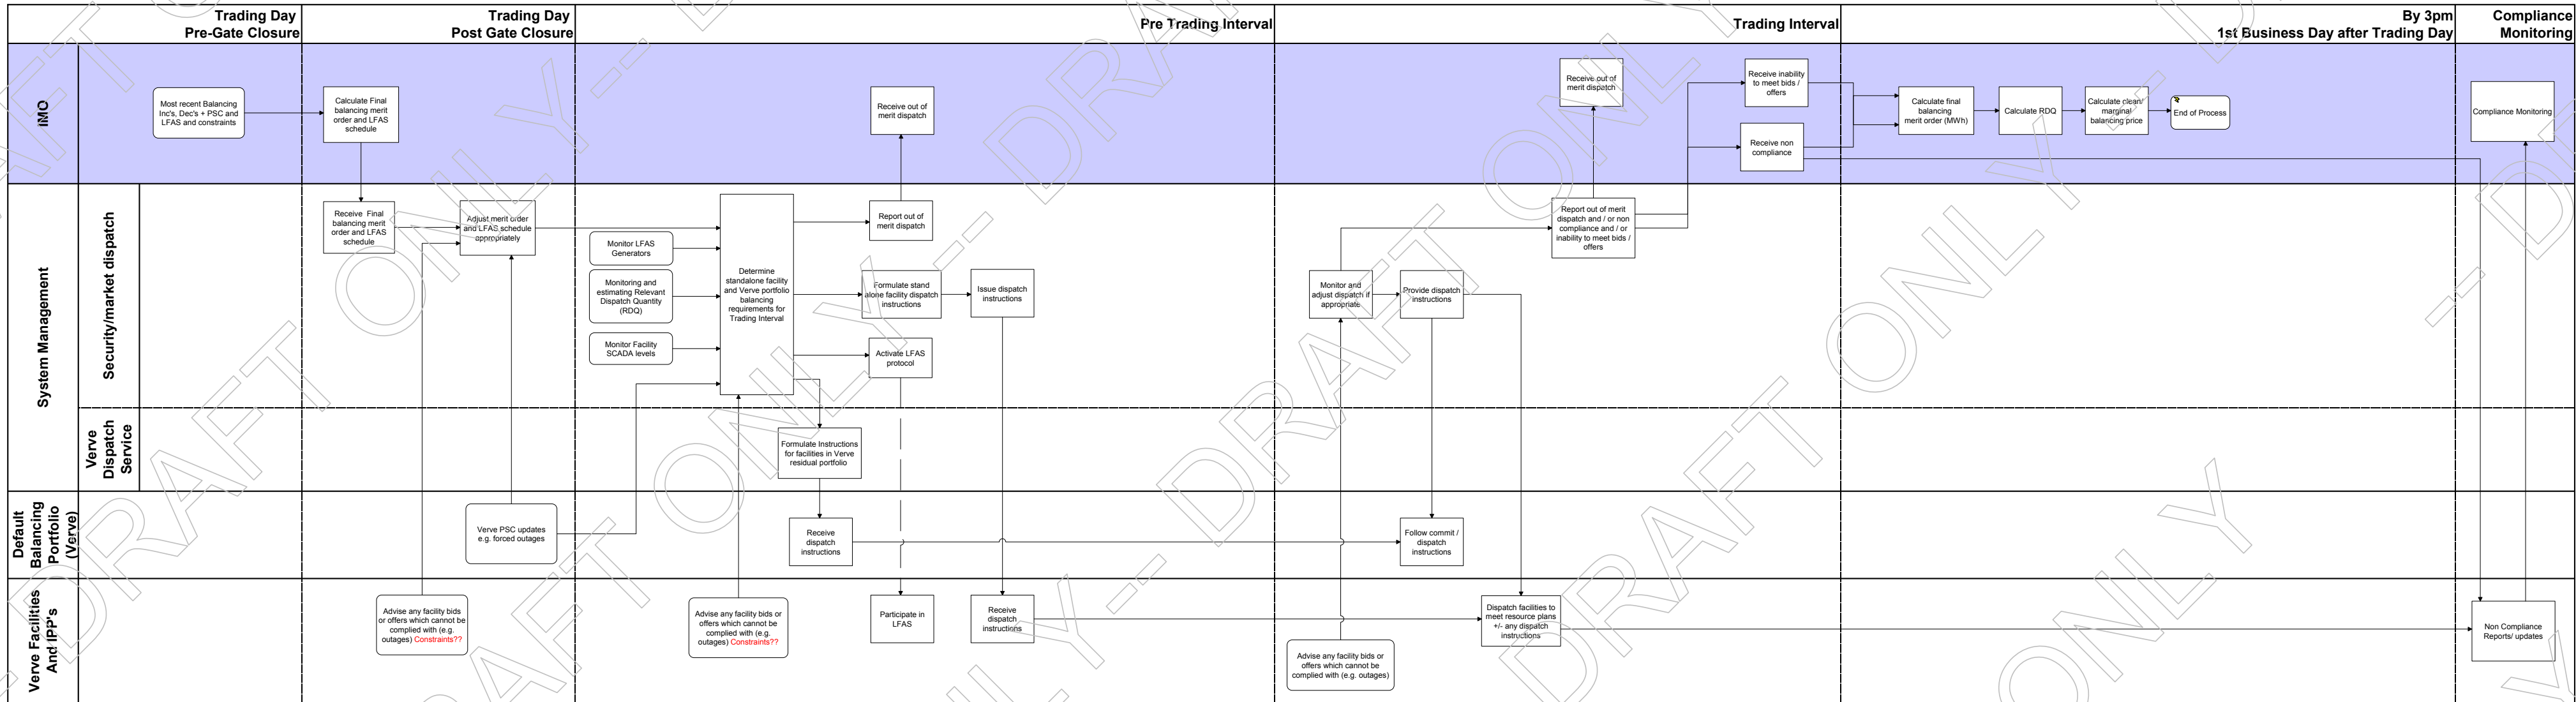 Trading Day
Pre-Gate Closure
Trading Day
Post Gate Closure
Pre Trading Interval
Trading Interval
By 3pm
1st Business Day after Trading Day
Compliance
Monitoring
IMO
Most recent Balancing
Inc's, Dec's + PSC and
LFAS and constraints
Calculate Final
balancing merit
order and LFAS
schedule
Receive out of
merit dispatch
Receive out of
merit dispatch
Receive inability
to meet bids /
offers
Receive non
compliance
Calculate final
balancing
merit order (MWh)
Calculate RDQ
Calculate clean/
marginal
balancing price
End of Process
Compliance Monitoring
System Management
Security/market dispatch
Receive Final
balancing merit
order and LFAS
schedule
Adjust merit order
and LFAS schedule
appropriately
Monitor LFAS
Generators
Monitoring and
estimating Relevant
Dispatch Quantity
(RDQ)
Monitor Facility
SCADA levels
Determine
standalone facility
and Verve portfolio
balancing
requirements for
Trading Interval
Report out of
merit dispatch
Formulate stand
alone facility dispatch
instructions
Issue dispatch
instructions
Activate LFAS
protocol
Monitor and
adjust dispatch if
appropriate
Provide dispatch
instructions
Report out of merit
dispatch and / or non
compliance and / or
inability to meet bids /
offers
Verve
Dispatch
Service
Formulate Instructions
for facilities in Verve
residual portfolio
Default
Balancing
Portfolio
(Verve)
Verve PSC updates
e.g. forced outages
Receive
dispatch
instructions
Follow commit /
dispatch
instructions
Verve Facilities
And IPP's
Advise any facility bids
or offers which cannot be
complied with (e.g.
outages) Constraints??
Advise any facility bids or
offers which cannot be
complied with (e.g.
outages) Constraints??
Participate in
LFAS
Receive
dispatch
instructions
Advise any facility bids or
offers which cannot be
complied with (e.g. outages)
Dispatch facilities to
meet resource plans
+/- any dispatch
instructions
Non Compliance
Reports/ updates
DRAFT ONLY -- DRAFT ONLY -- DRAFT ONLY